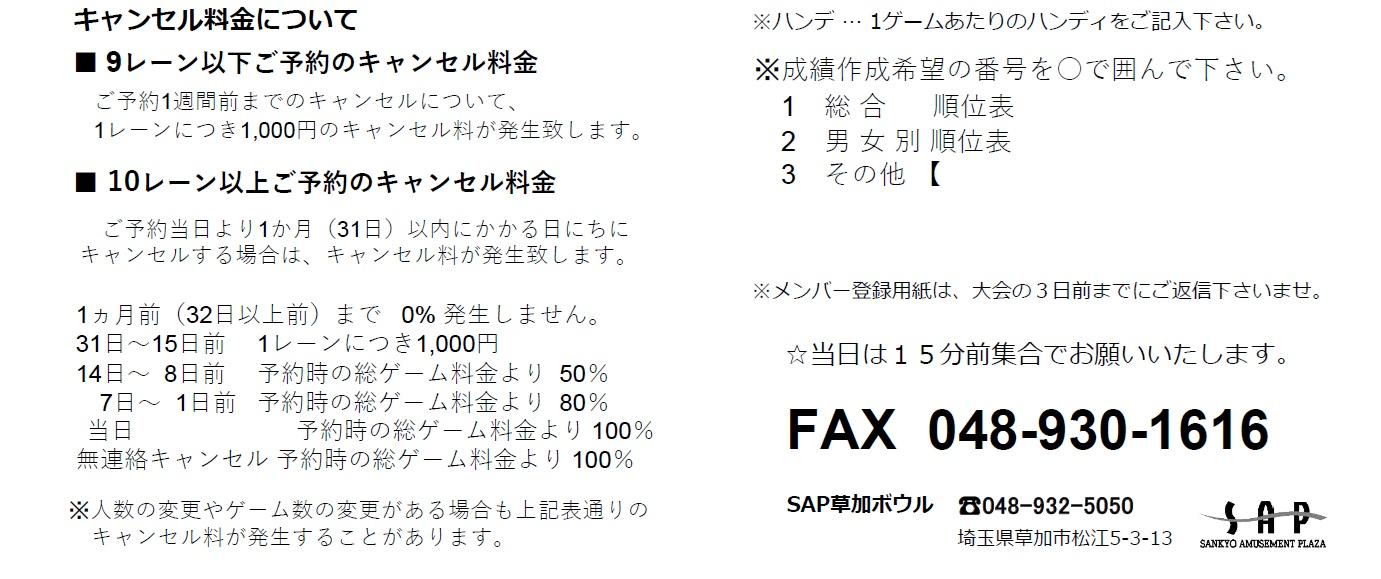 キャンセル料金について
■ 9レーン以下ご予約のキャンセル料金
ご予約1週間前までのキャンセルについて、
1レーンにつき1,000円のキャンセル料が発生致します。
■ 10レーン以上ご予約のキャンセル料金
ご予約当日より1か月（31日）以内にかかる日にちに
キャンセルする場合は、キャンセル料が発生致します。
1ヵ月前（32日以上前）まで 0% 発生しません。
31日～15日前 1レーンにつき1,000円
14日～ 8日前 予約時の総ゲーム料金より 50％
7日～ 1日前 予約時の総ゲーム料金より 80％
当日 予約時の総ゲーム料金より 100％
無連絡キャンセル 予約時の総ゲーム料金より 100％
※人数の変更やゲーム数の変更がある場合も上記表通りの
キャンセル料が発生することがあります。
※ハンデ … 1ゲームあたりのハンディをご記入下さい。
※成績作成希望の番号を○で囲んで下さい。
1 総 合 順位表
2 男 女 別 順位表
3 その他 【
※メンバー登録用紙は、大会の３日前までにご返信下さいませ。
☆当日は１５分前集合でお願いいたします。
FAX 048-930-1616
SAP草加ボウル ☎048-932-5050
埼玉県草加市松江5-3-13
SAP
SANKYO AMUSEMENT PLAZA